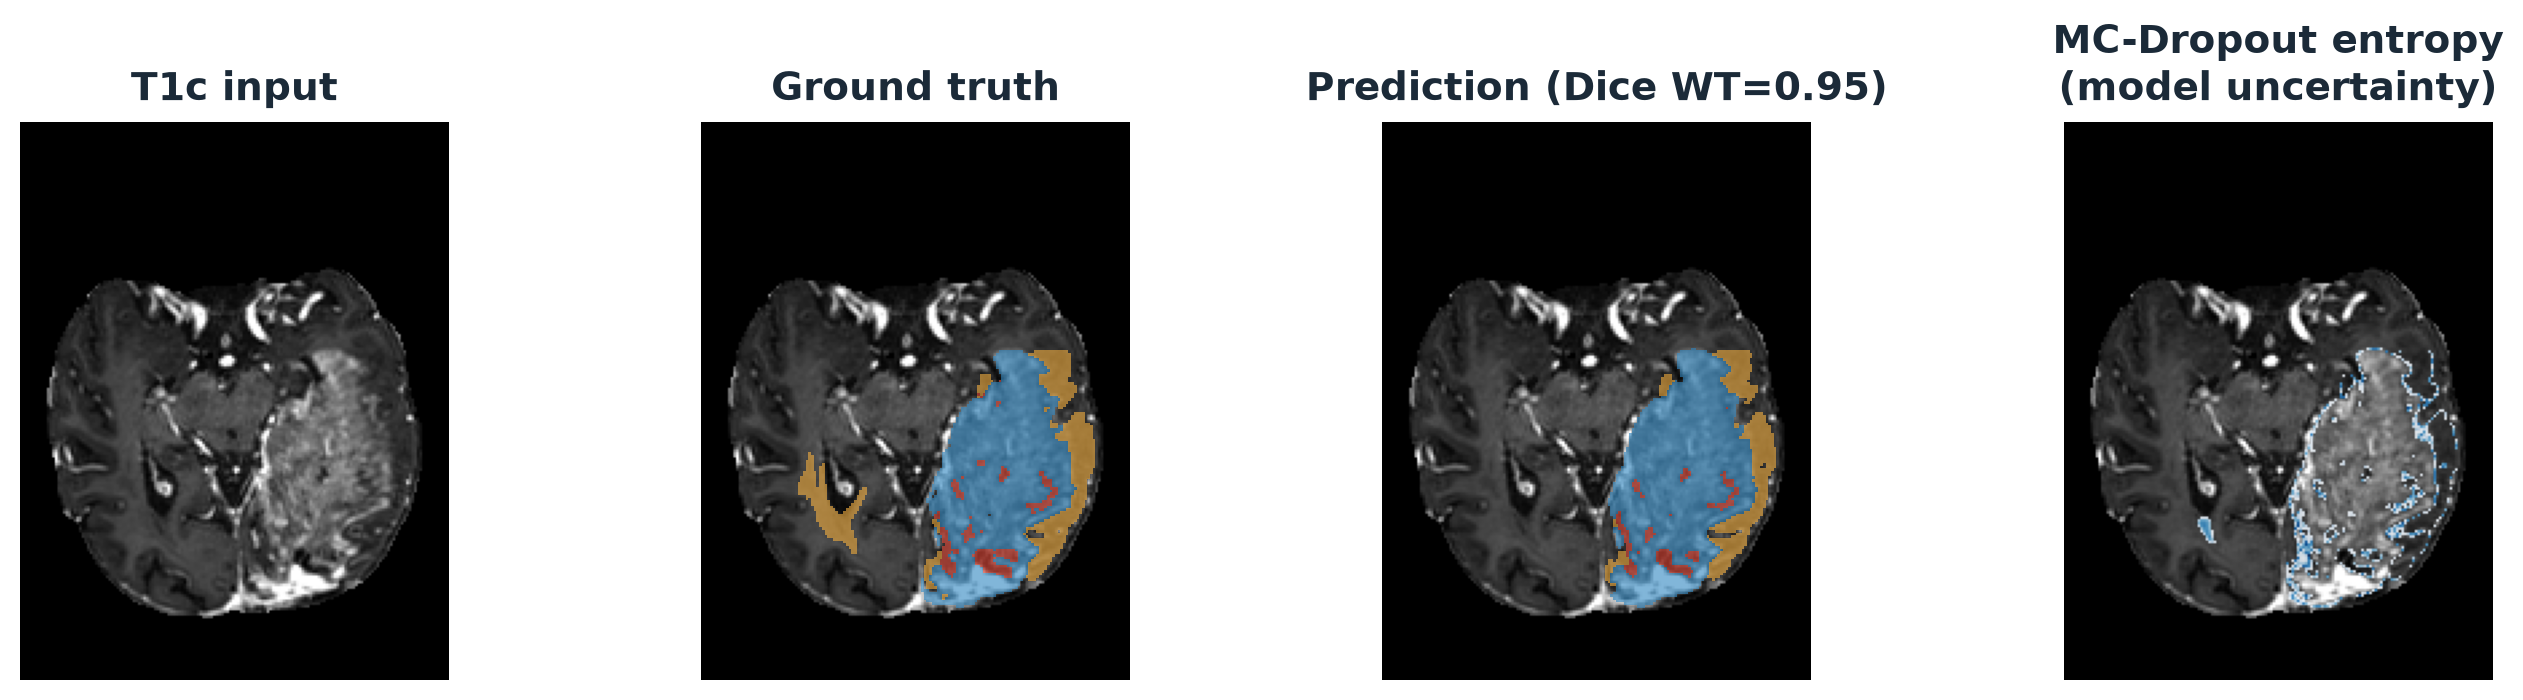 T1c input
Ground truth
Prediction (Dice WT=0.95)
MC-Dropout entropy
(model uncertainty)